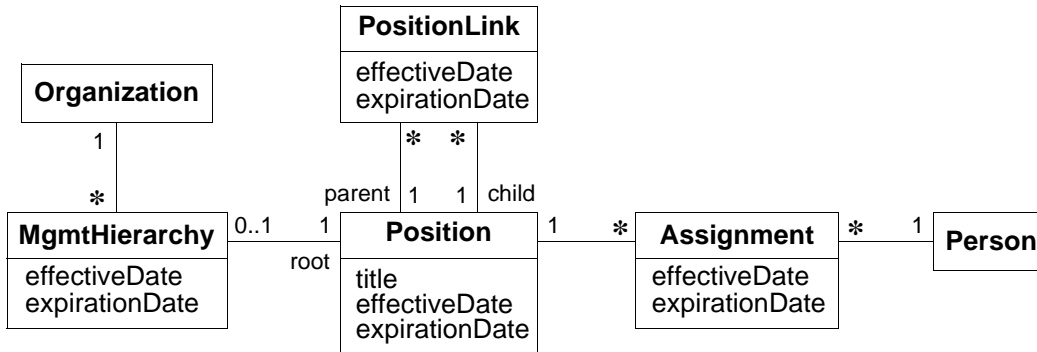 PositionLink
effectiveDate
expirationDate
Organization
1
*
* *
parent 1 1 child
MgmtHierarchy
effectiveDate
expirationDate
0..1 1
root
Position
title
effectiveDate
expirationDate
1 *
Assignment
effectiveDate
expirationDate
* 1
Person